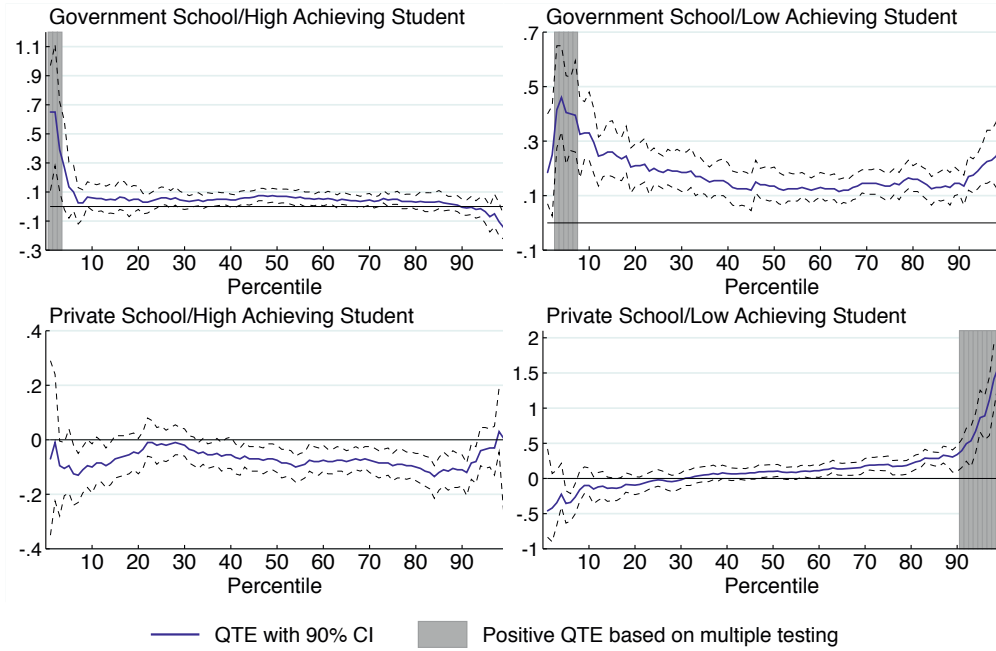 Government School/High Achieving Student
1.1
.9
.7
.5
.3
.1
-.1
-.3
10 20 30 40 50 60 70 80 90
Percentile
Government School/Low Achieving Student
.7
.5
.3
.1
-.1
10 20 30 40 50 60 70 80 90
Percentile
Private School/High Achieving Student
.4
.2
0
-.2
-.4
10 20 30 40 50 60 70 80 90
Percentile
Private School/Low Achieving Student
2
1.5
1
.5
0
-.5
-1
10 20 30 40 50 60 70 80 90
Percentile
QTE with 90% CI
Positive QTE based on multiple testing